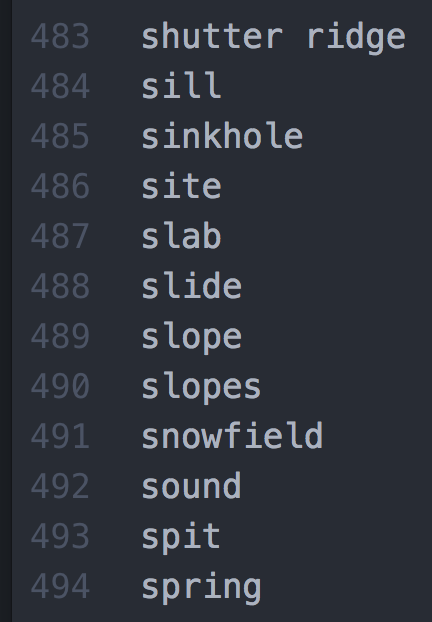 483 shutter ridge
484 sill
485 sinkhole
486 site
487 slab
488 slide
489 slope
490 slopes
491 snowfield
492 sound
493 spit
494 spring